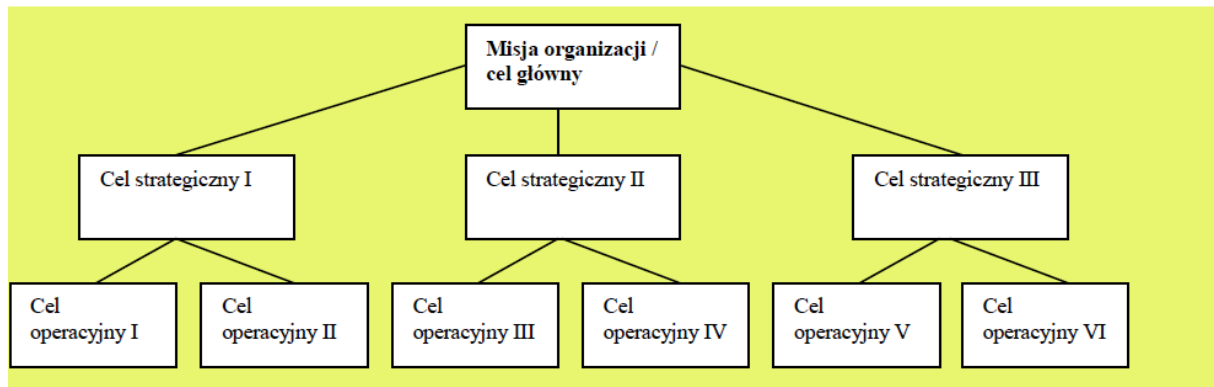 Misja organizacji /
cel główny
Cel strategiczny I
Cel strategiczny II
Cel strategiczny III
Cel
operacyjny I
Cel
operacyjny II
Cel
operacyjny III
Cel
operacyjny IV
Cel
operacyjny V
Cel
operacyjny VI